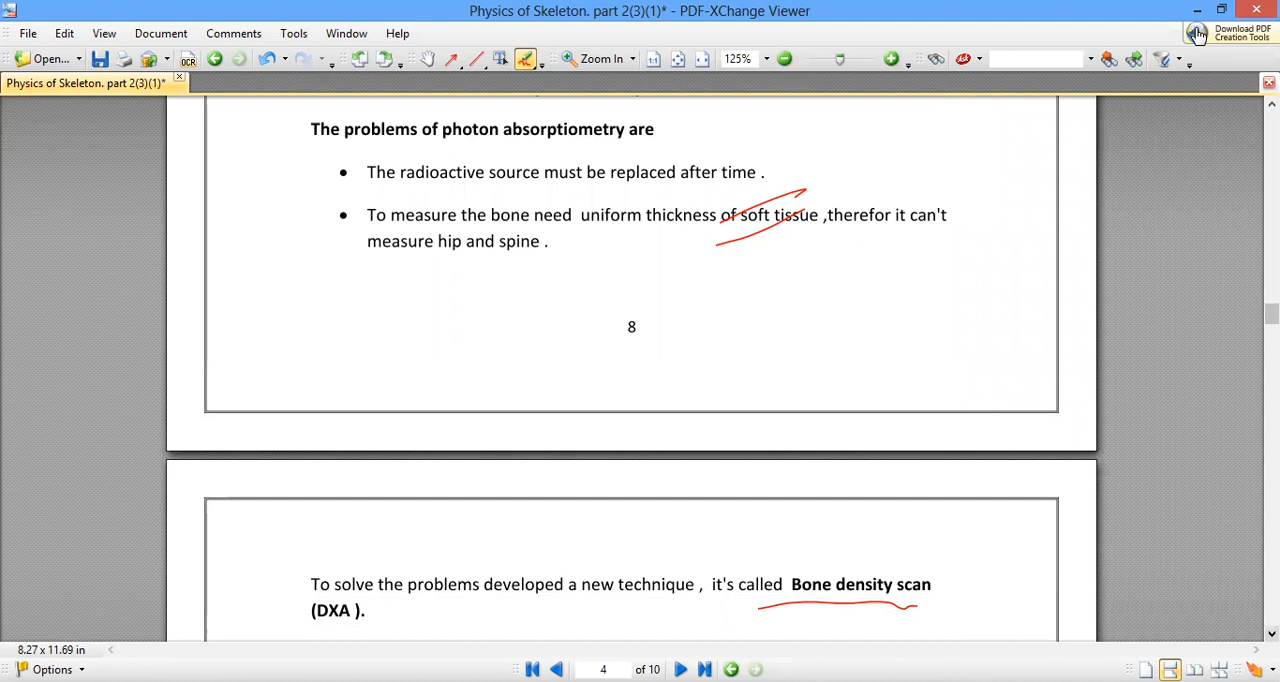 Physics of Skeleton. part 2(3)(1)* - PDF-XChange Viewer
File Edit View Document Comments Tools Window Help
Download PDF
Creation Tools
Open... OCR Zoom In 125%
Physics of Skeleton. part 2(3)(1)*
The problems of photon absorptiometry are
• The radioactive source must be replaced after time .
• To measure the bone need uniform thickness of soft tissue ,therefor it can't
measure hip and spine .
8
To solve the problems developed a new technique , it's called Bone density scan
(DXA ).
8.27 x 11.69 in
Options 4 of 10